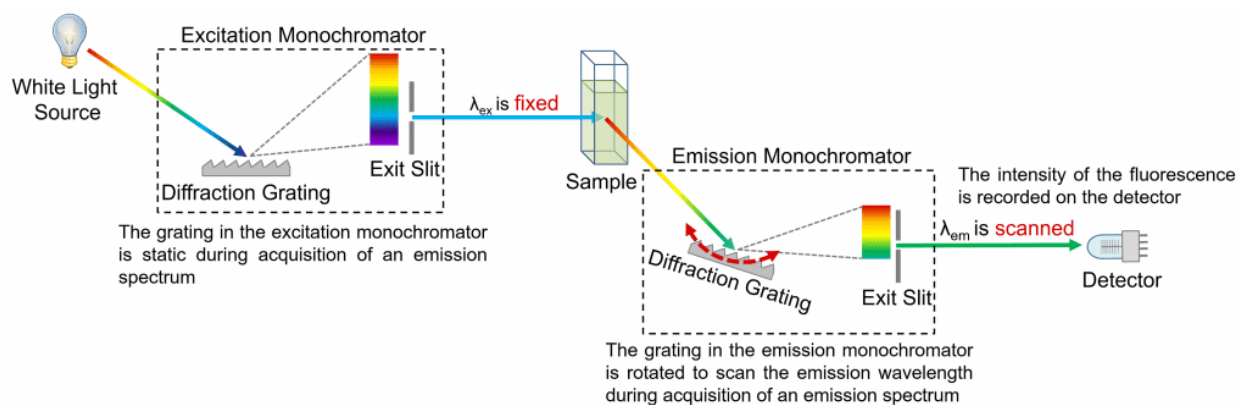 Excitation Monochromator
White Light
Source
Diffraction Grating
Exit Slit
The grating in the excitation monochromator
is static during acquisition of an emission
spectrum
λex is fixed
Sample
Emission Monochromator
Diffraction Grating
Exit Slit
The grating in the emission monochromator
is rotated to scan the emission wavelength
during acquisition of an emission spectrum
The intensity of the fluorescence
is recorded on the detector
λem is scanned
Detector